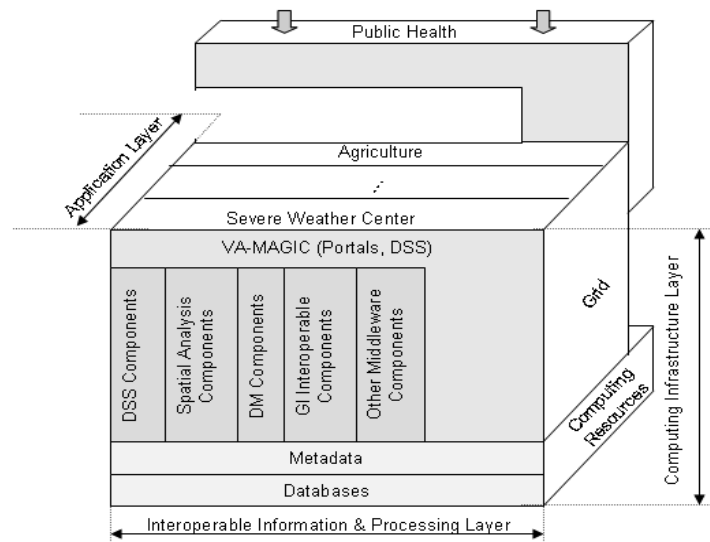 Public Health
Application Layer
Agriculture
Severe Weather Center
VA-MAGIC (Portals, DSS)
DSS Components
Spatial Analysis
Components
DM Components
GI Interoperable
Components
Other Middleware
Components
Grid
Computing
Resources
Computing Infrastructure Layer
Metadata
Databases
Interoperable Information & Processing Layer